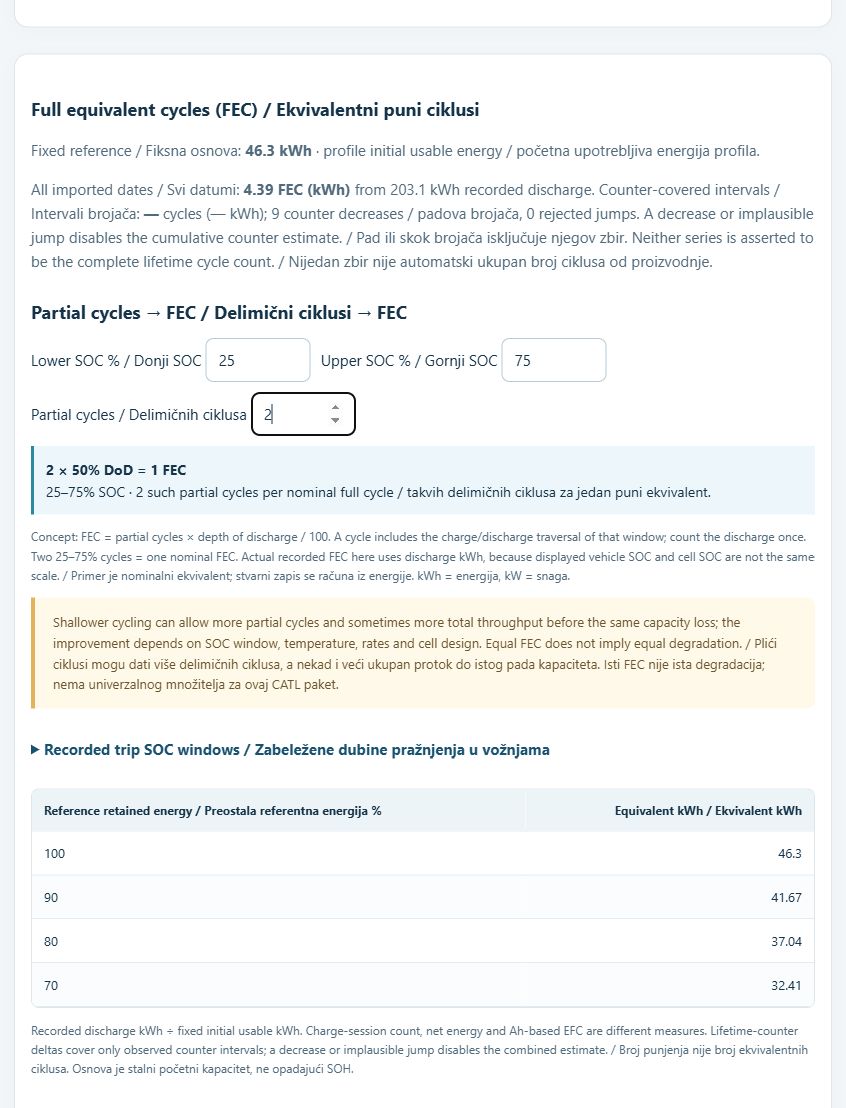 Full equivalent cycles (FEC) / Ekvivalentni puni ciklusi
Fixed reference / Fiksna osnova: 46.3 kWh · profile initial usable energy / početna upotrebljiva energija profila.
All imported dates / Svi datumi: 4.39 FEC (kWh) from 203.1 kWh recorded discharge. Counter-covered intervals /
Intervali brojača: — cycles (— kWh); 9 counter decreases / padova brojača, 0 rejected jumps. A decrease or implausible
jump disables the cumulative counter estimate. / Pad ili skok brojača isključuje njegov zbir. Neither series is asserted to
be the complete lifetime cycle count. / Nijedan zbir nije automatski ukupan broj ciklusa od proizvodnje.
Partial cycles → FEC / Delimični ciklusi → FEC
Lower SOC % / Donji SOC 25 Upper SOC % / Gornji SOC 75
Partial cycles / Delimičnih ciklusa 2
2 × 50% DoD = 1 FEC
25–75% SOC · 2 such partial cycles per nominal full cycle / takvih delimičnih ciklusa za jedan puni ekvivalent.
Concept: FEC = partial cycles × depth of discharge / 100. A cycle includes the charge/discharge traversal of that window; count the discharge once.
Two 25–75% cycles = one nominal FEC. Actual recorded FEC here uses discharge kWh, because displayed vehicle SOC and cell SOC are not the same
scale. / Primer je nominalni ekvivalent; stvarni zapis se računa iz energije. kWh = energija, kW = snaga.
Shallower cycling can allow more partial cycles and sometimes more total throughput before the same capacity loss; the
improvement depends on SOC window, temperature, rates and cell design. Equal FEC does not imply equal degradation. / Plići
ciklusi mogu dati više delimičnih ciklusa, a nekad i veći ukupan protok do istog pada kapaciteta. Isti FEC nije ista degradacija;
nema univerzalnog množitelja za ovaj CATL paket.
Recorded trip SOC windows / Zabeležene dubine pražnjenja u vožnjama
Reference retained energy / Preostala referentna energija % Equivalent kWh / Ekvivalent kWh
100 46.3
90 41.67
80 37.04
70 32.41
Recorded discharge kWh ÷ fixed initial usable kWh. Charge-session count, net energy and Ah-based EFC are different measures. Lifetime-counter
deltas cover only observed counter intervals; a decrease or implausible jump disables the combined estimate. / Broj punjenja nije broj ekvivalentnih
ciklusa. Osnova je stalni početni kapacitet, ne opadajući SOH.